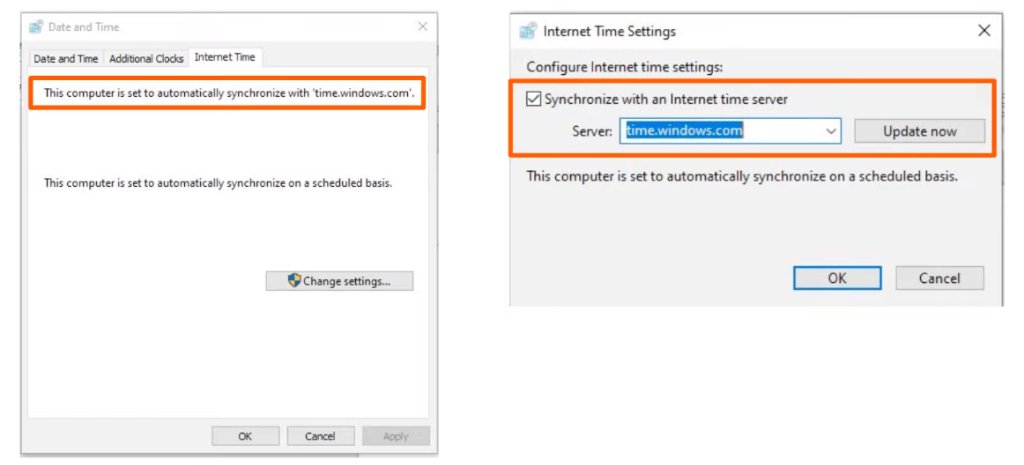 Date and Time
Date and Time Additional Clocks Internet Time
This computer is set to automatically synchronize with 'time.windows.com'.
This computer is set to automatically synchronize on a scheduled basis.
Change settings...
OK Cancel Apply
Internet Time Settings
Configure Internet time settings:
Synchronize with an Internet time server
Server: time.windows.com Update now
This computer is set to automatically synchronize on a scheduled basis.
OK Cancel